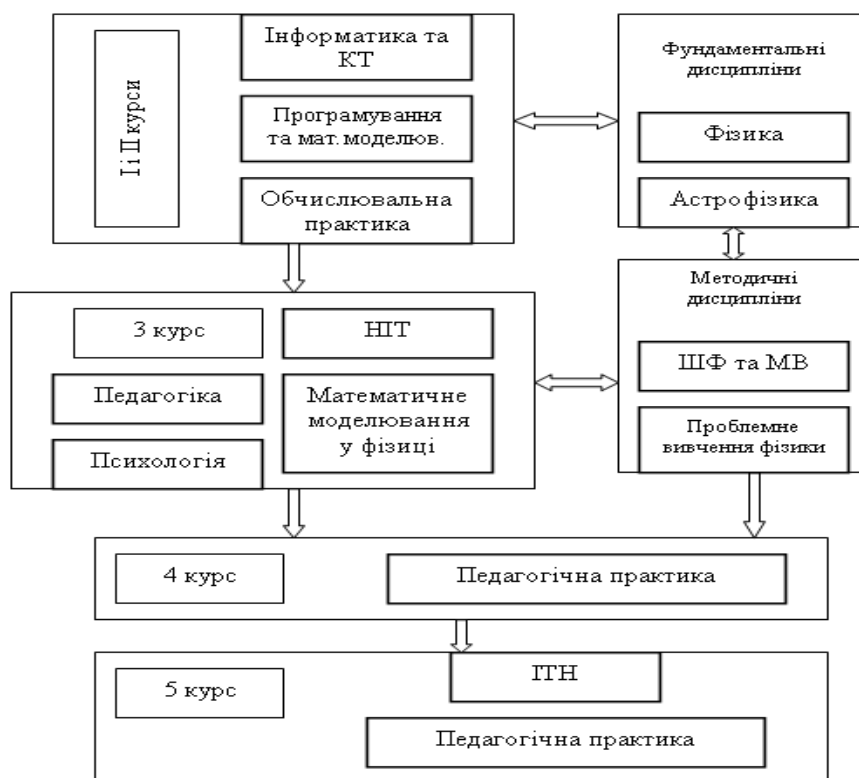 І і ІІ курси
Інформатика та
КТ
Програмування
та мат. моделюв.
Обчислювальна
практика
Фундаментальні
дисципліни
Фізика
Астрофізика
3 курс
НІТ
Педагогіка
Математичне
моделювання
у фізиці
Психологія
Методичні
дисципліни
ШФ та МВ
Проблемне
вивчення фізики
4 курс
Педагогічна практика
5 курс
ІТН
Педагогічна практика